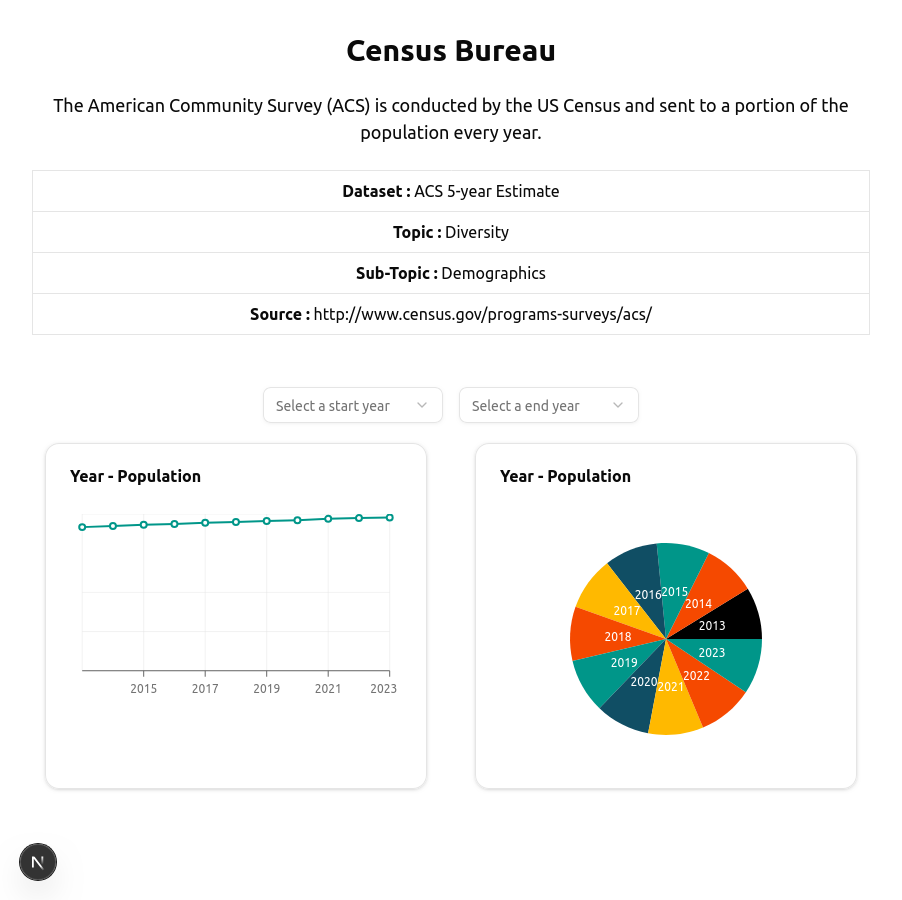 Census Bureau
The American Community Survey (ACS) is conducted by the US Census and sent to a portion of the
population every year.
Dataset : ACS 5-year Estimate
Topic : Diversity
Sub-Topic : Demographics
Source : http://www.census.gov/programs-surveys/acs/
Select a start year
Select a end year
Year - Population
2015 2017 2019 2021 2023
Year - Population
2013
2014
2015
2016
2017
2018
2019
2020
2021
2022
2023
N